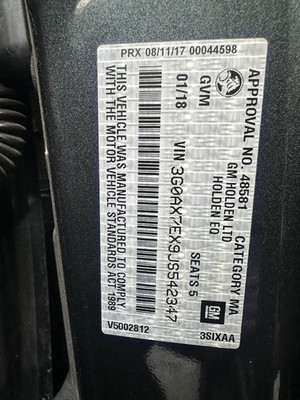 PRX 08/11/17 00044598
APPROVAL NO. 48581 CATEGORY MA
GM HOLDEN LTD
GVM HOLDEN EQ
01/18 SEATS 5
VIN 3G0AX7EX9JS542347
THIS VEHICLE WAS MANUFACTURED TO COMPLY
WITH THE MOTOR VEHICLE STANDARDS ACT 1989
GM
V5002812 3SIXAA